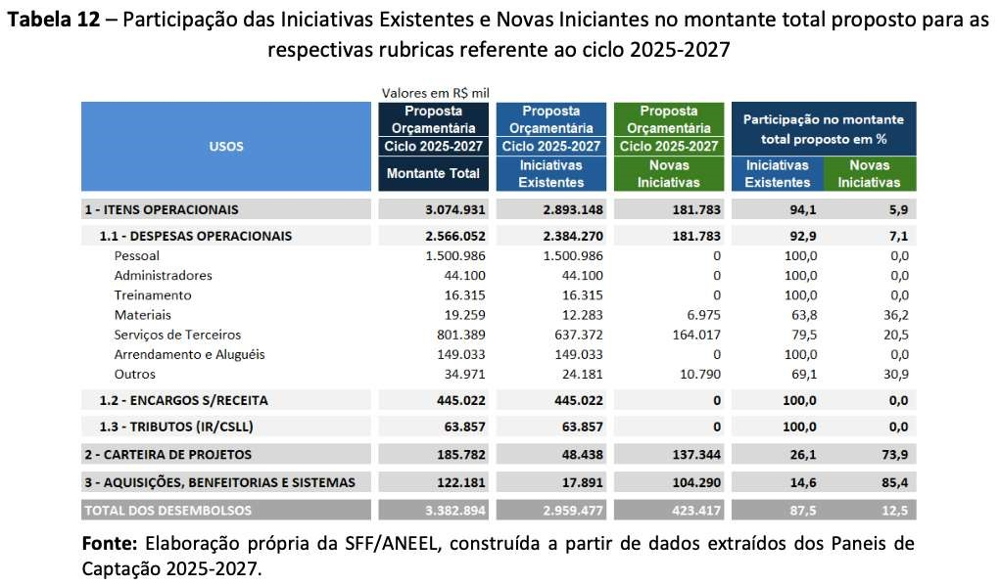 Tabela 12 – Participação das Iniciativas Existentes e Novas Iniciantes no montante total proposto para as
respectivas rubricas referente ao ciclo 2025-2027
Valores em R$ mil
USOS
Proposta Orçamentária Ciclo 2025-2027 Montante Total
Proposta Orçamentária Ciclo 2025-2027 Iniciativas Existentes
Proposta Orçamentária Ciclo 2025-2027 Novas Iniciativas
Participação no montante total proposto em %
Iniciativas Existentes
Novas Iniciativas
1 - ITENS OPERACIONAIS 3.074.931 2.893.148 181.783 94,1 5,9
1.1 - DESPESAS OPERACIONAIS 2.566.052 2.384.270 181.783 92,9 7,1
Pessoal 1.500.986 1.500.986 0 100,0 0,0
Administradores 44.100 44.100 0 100,0 0,0
Treinamento 16.315 16.315 0 100,0 0,0
Materiais 19.259 12.283 6.975 63,8 36,2
Serviços de Terceiros 801.389 637.372 164.017 79,5 20,5
Arrendamento e Aluguéis 149.033 149.033 0 100,0 0,0
Outros 34.971 24.181 10.790 69,1 30,9
1.2 - ENCARGOS S/RECEITA 445.022 445.022 0 100,0 0,0
1.3 - TRIBUTOS (IR/CSLL) 63.857 63.857 0 100,0 0,0
2 - CARTEIRA DE PROJETOS 185.782 48.438 137.344 26,1 73,9
3 - AQUISIÇÕES, BENFEITORIAS E SISTEMAS 122.181 17.891 104.290 14,6 85,4
TOTAL DOS DESEMBOLSOS 3.382.894 2.959.477 423.417 87,5 12,5
Fonte: Elaboração própria da SFF/ANEEL, construída a partir de dados extraídos dos Paneis de
Captação 2025-2027.